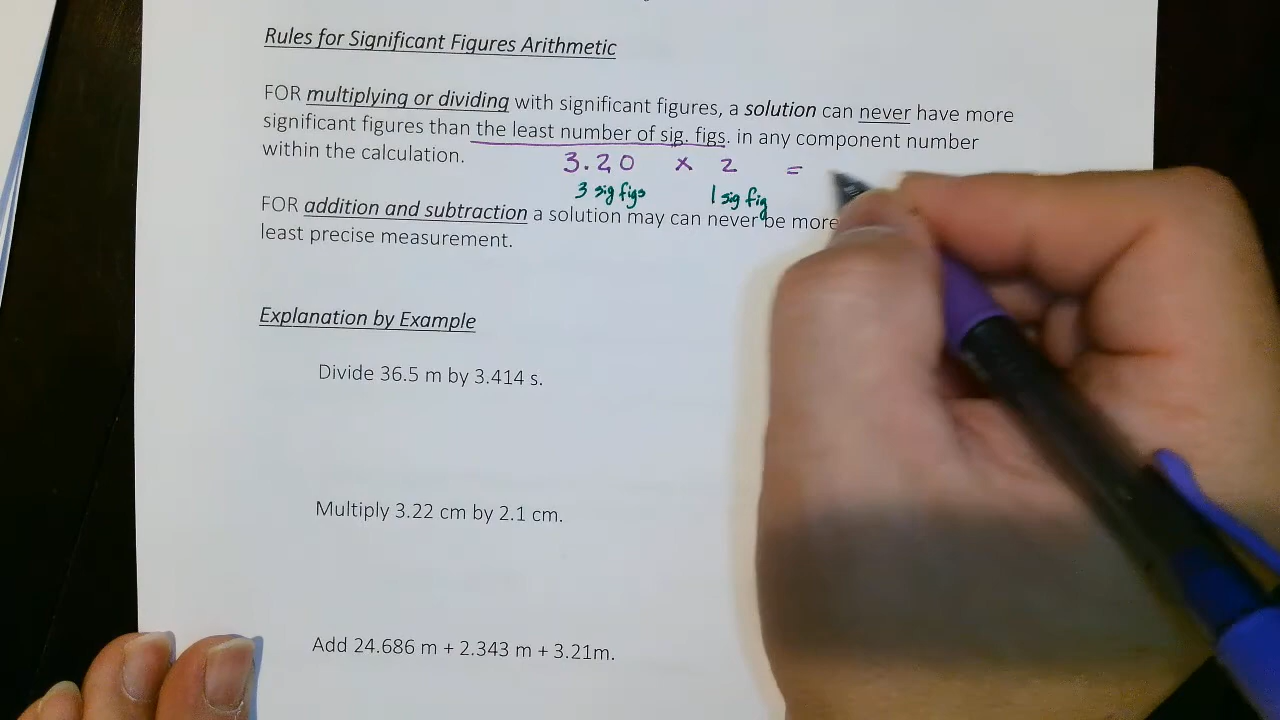 Rules for Significant Figures Arithmetic
FOR multiplying or dividing with significant figures, a solution can never have more
significant figures than the least number of sig. figs. in any component number
within the calculation.
3.20 x 2 =
3 sig figs 1 sig fig
FOR addition and subtraction a solution may can never be more
least precise measurement.
Explanation by Example
Divide 36.5 m by 3.414 s.
Multiply 3.22 cm by 2.1 cm.
Add 24.686 m + 2.343 m + 3.21m.